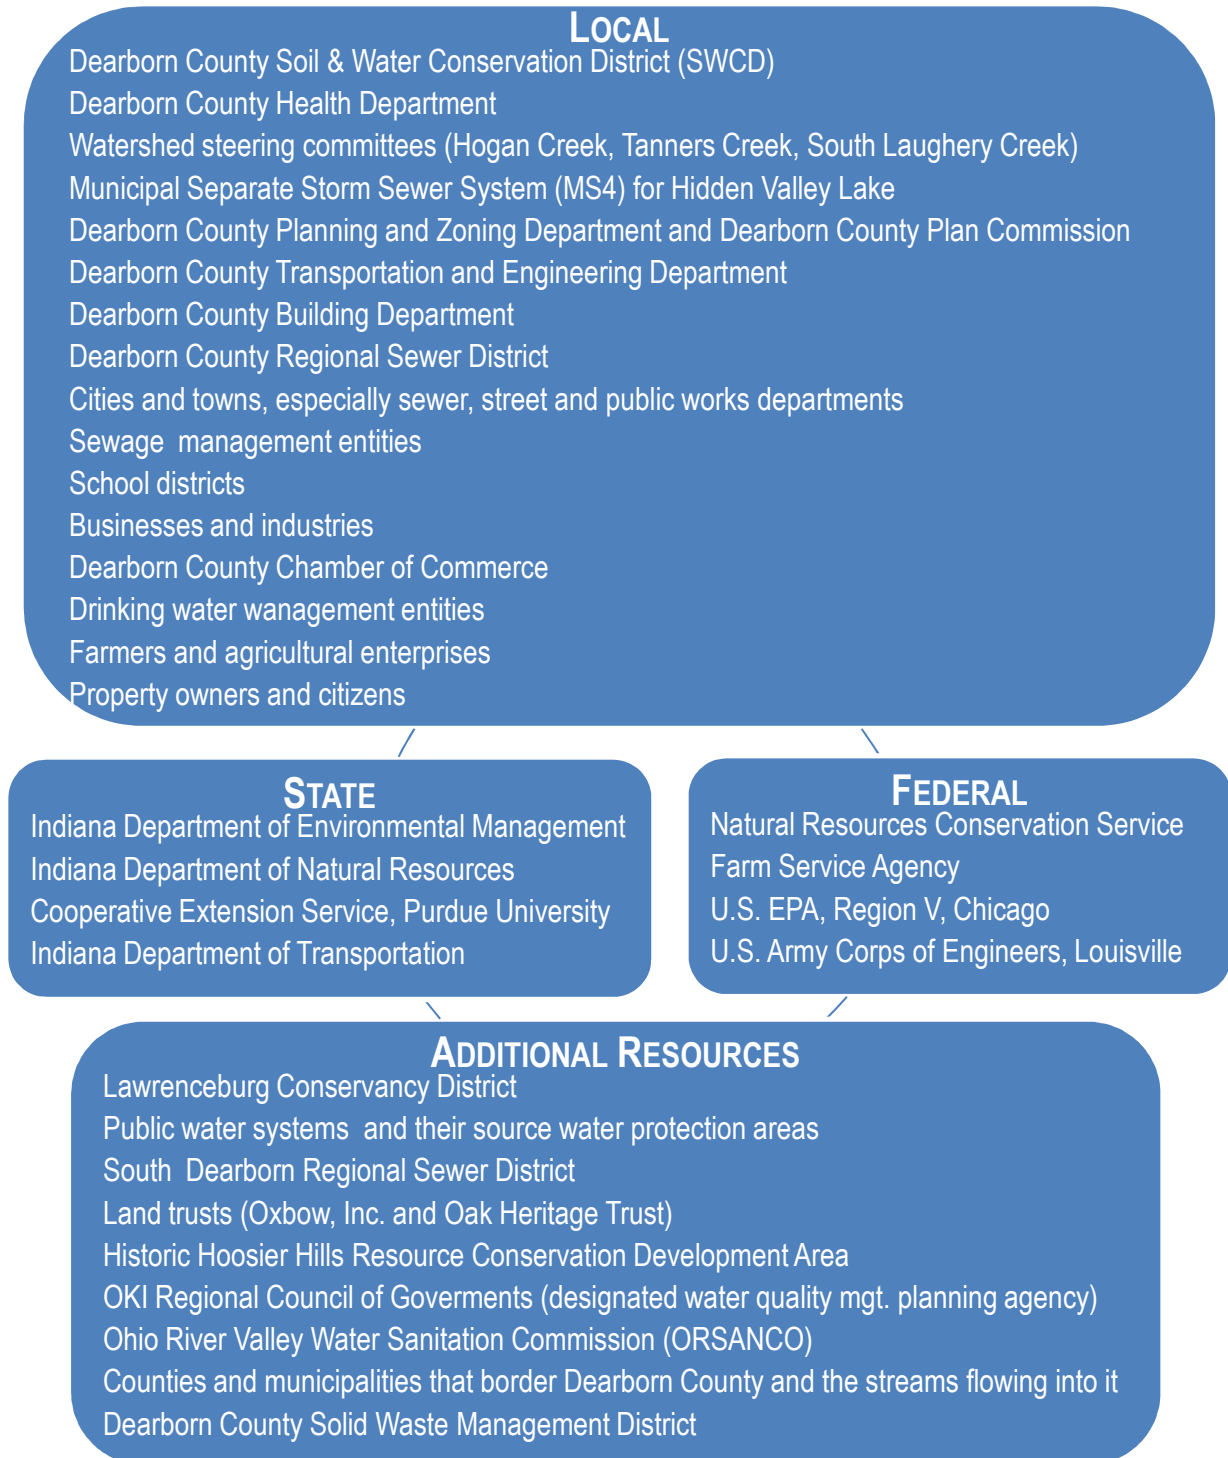 LOCAL
Dearborn County Soil & Water Conservation District (SWCD)
Dearborn County Health Department
Watershed steering committees (Hogan Creek, Tanners Creek, South Laughery Creek)
Municipal Separate Storm Sewer System (MS4) for Hidden Valley Lake
Dearborn County Planning and Zoning Department and Dearborn County Plan Commission
Dearborn County Transportation and Engineering Department
Dearborn County Building Department
Dearborn County Regional Sewer District
Cities and towns, especially sewer, street and public works departments
Sewage  management entities
School districts
Businesses and industries
Dearborn County Chamber of Commerce
Drinking water wanagement entities
Farmers and agricultural enterprises
Property owners and citizens
STATE
Indiana Department of Environmental Management
Indiana Department of Natural Resources
Cooperative Extension Service, Purdue University
Indiana Department of Transportation
FEDERAL
Natural Resources Conservation Service
Farm Service Agency
U.S. EPA, Region V, Chicago
U.S. Army Corps of Engineers, Louisville
ADDITIONAL RESOURCES
Lawrenceburg Conservancy District
Public water systems  and their source water protection areas
South  Dearborn Regional Sewer District
Land trusts (Oxbow, Inc. and Oak Heritage Trust)
Historic Hoosier Hills Resource Conservation Development Area
OKI Regional Council of Goverments (designated water quality mgt. planning agency)
Ohio River Valley Water Sanitation Commission (ORSANCO)
Counties and municipalities that border Dearborn County and the streams flowing into it
Dearborn County Solid Waste Management District